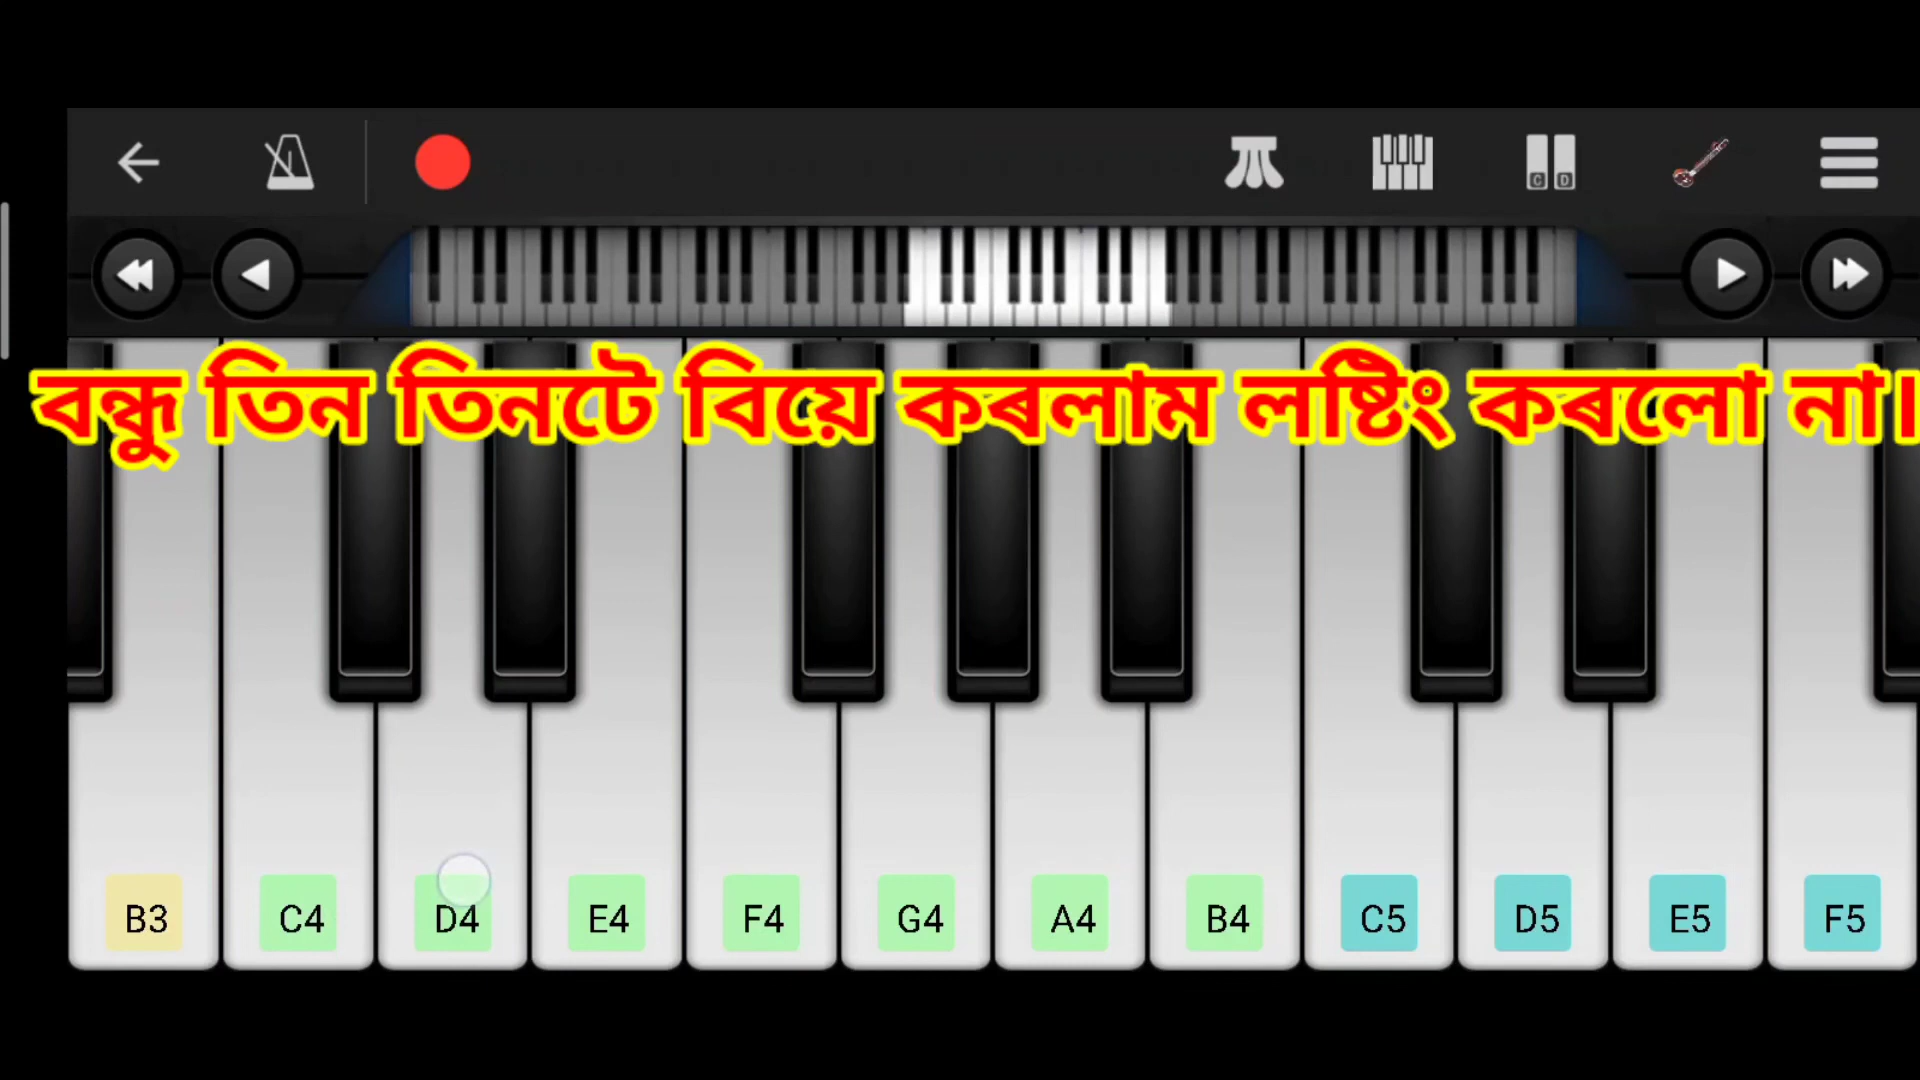 C D
বন্ধু তিন তিনটে বিয়ে কৰলাম লষ্টিং কৰলো না।
B3 C4 D4 E4 F4 G4 A4 B4 C5 D5 E5 F5